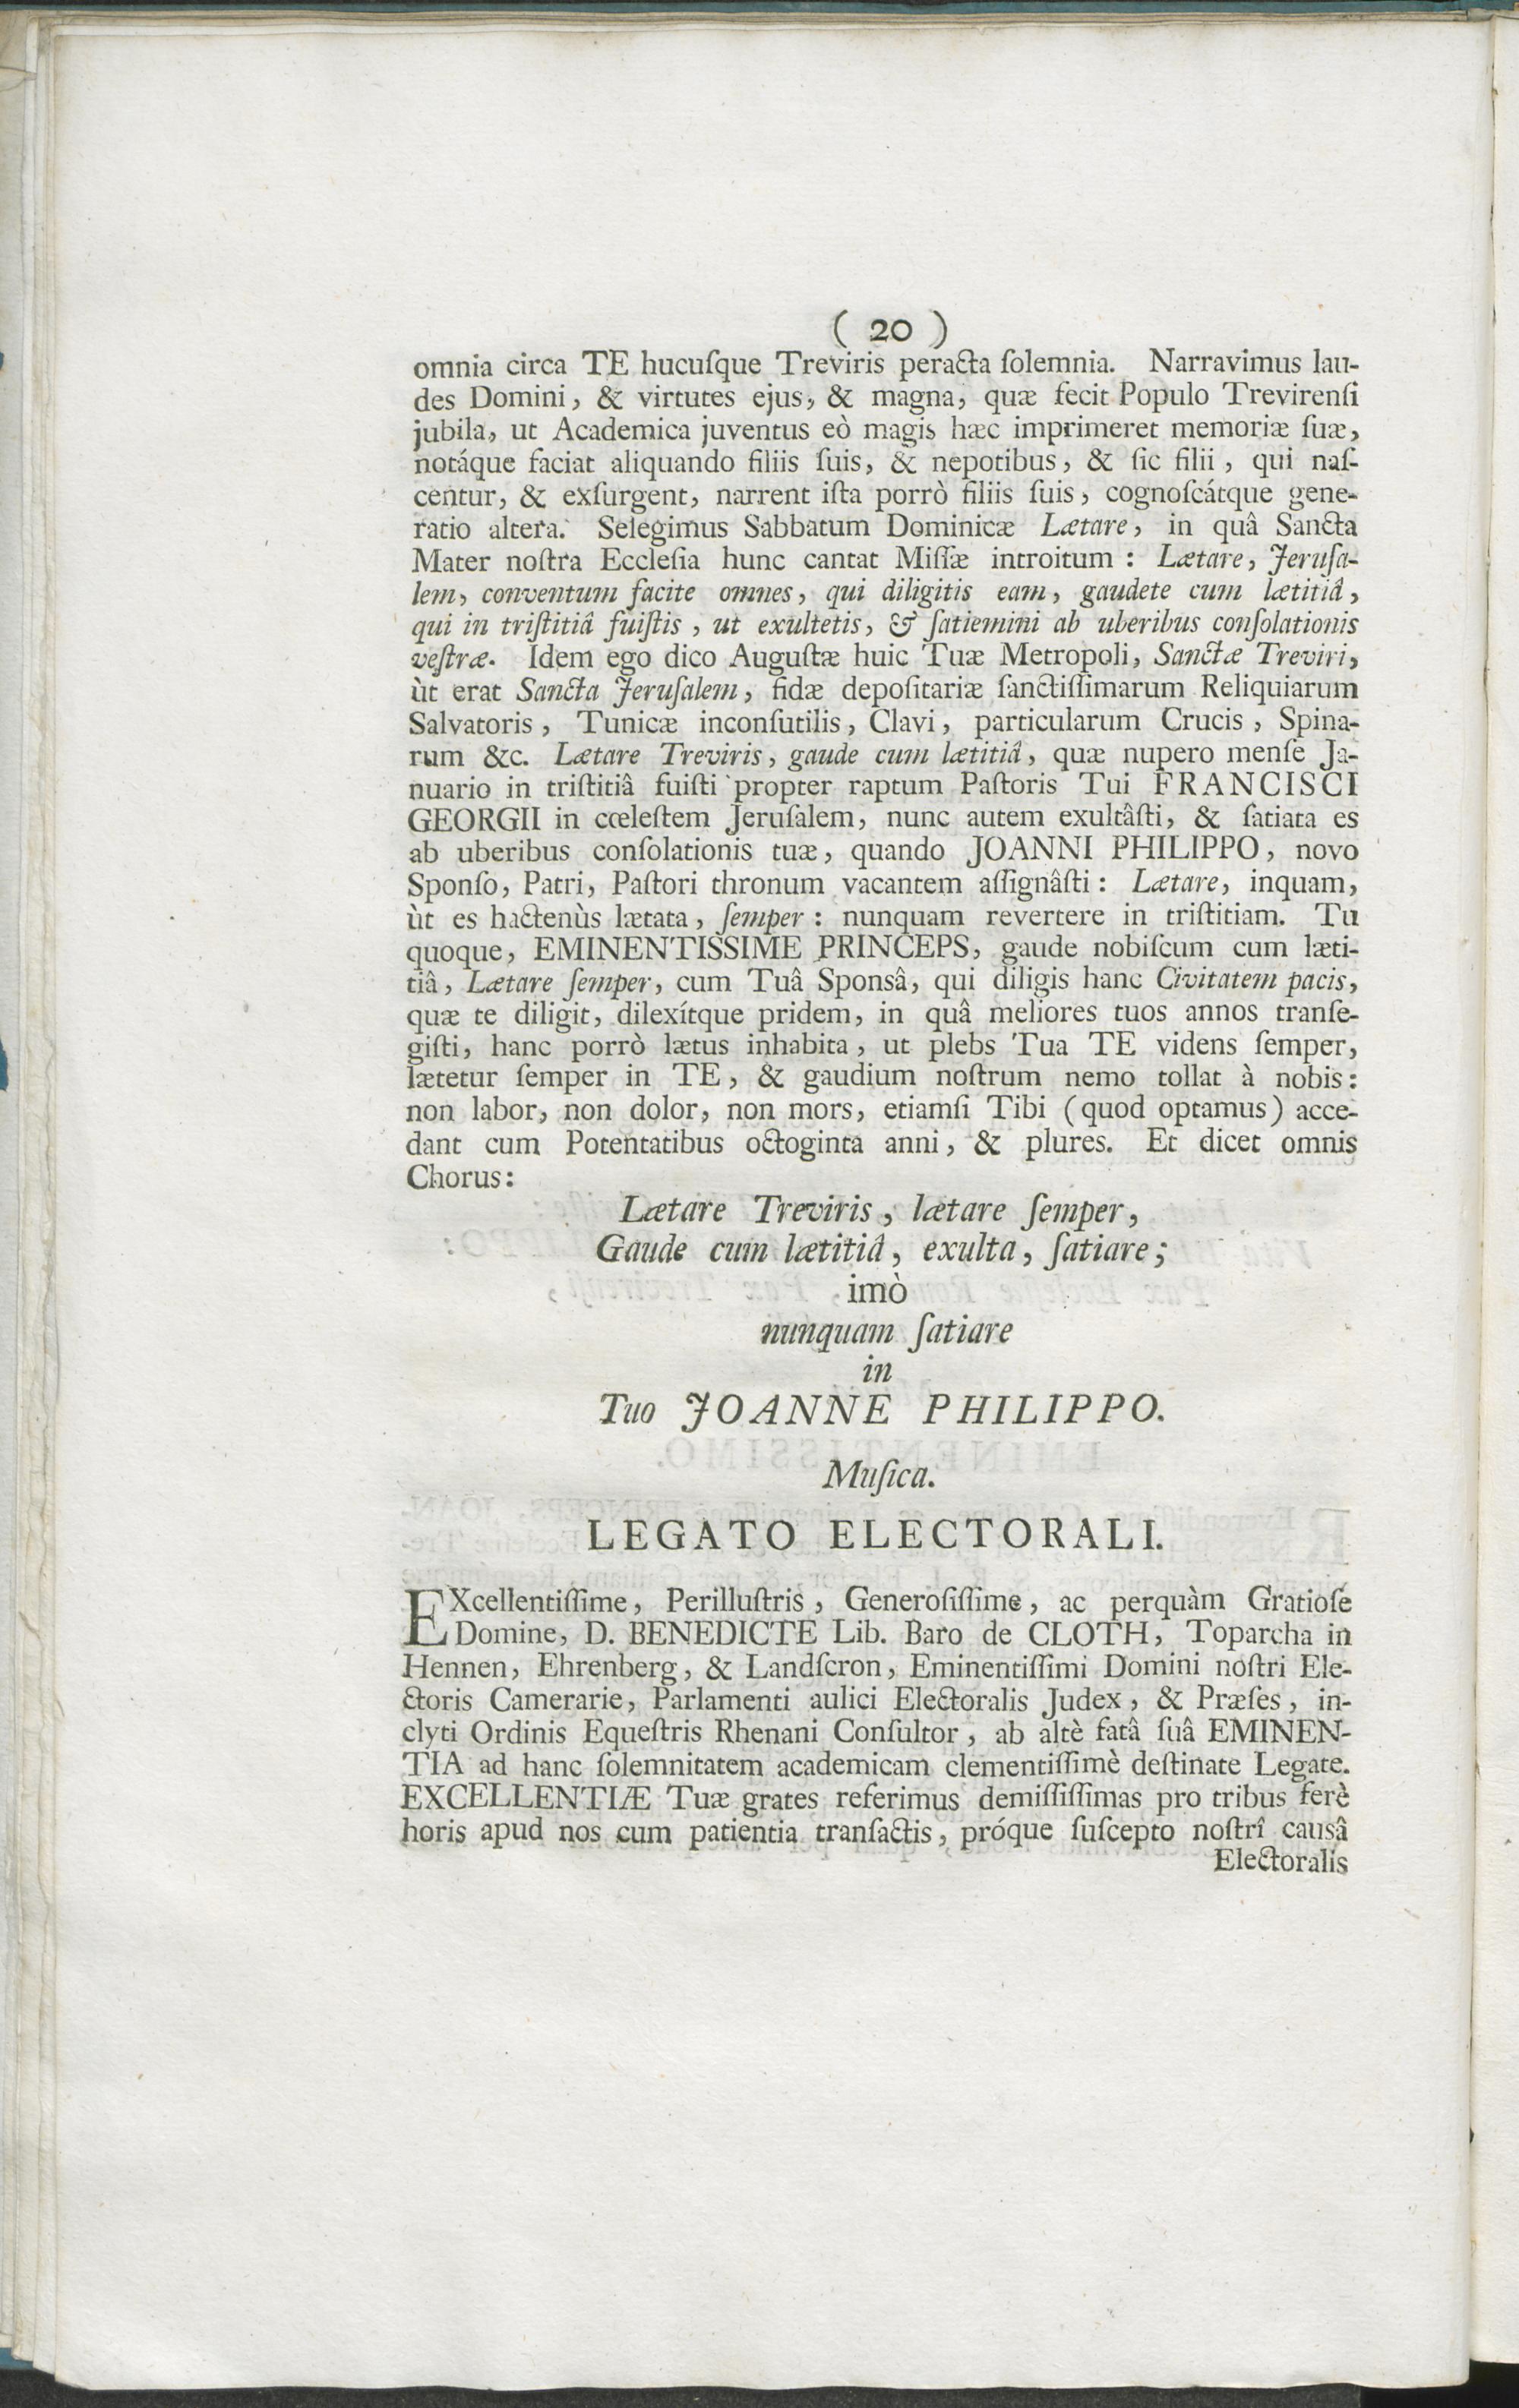 ( 20 )
omnia circa TE hucuſque Treviris peracta ſolemnia. Narravimus lau-
des Domini, & virtutes ejus, & magna, quæ fecit Populo Trevirenſi
jubila, ut Academica juventus eò magis hæc imprimeret memoriæ ſuæ,
notáque faciat aliquando filiis ſuis, & nepotibus, & ſic filii, qui naſ-
centur, & exſurgent, narrent iſta porrò filiis ſuis, cognoſcátque gene-
ratio altera. Selegimus Sabbatum Dominicæ Lætare, in quâ Sancta
Mater noſtra Eccleſia hunc cantat Miſſæ introitum : Lætare, Jeruſa-
lem, conventum facite omnes, qui diligitis eam, gaudete cum lætitiâ,
qui in triſtitiâ fuiſtis, ut exultetis, & ſatiemini ab uberibus conſolationis
veſtræ. Idem ego dico Auguſtæ huic Tuæ Metropoli, Sanctæ Treviri,
ùt erat Sancta Jeruſalem, fidæ depoſitariæ ſanctiſſimarum Reliquiarum
Salvatoris, Tunicæ inconſutilis, Clavi, particularum Crucis, Spina-
rum &c. Lætare Treviris, gaude cum lætitiâ, quæ nupero menſe Ja-
nuario in triſtitiâ fuiſti propter raptum Paſtoris Tui FRANCISCI
GEORGII in cœleſtem Jeruſalem, nunc autem exultâſti, & ſatiata es
ab uberibus conſolationis tuæ, quando JOANNI PHILIPPO, novo
Sponſo, Patri, Paſtori thronum vacantem aſſignâſti : Lætare, inquam,
ùt es hactenùs lætata, ſemper : nunquam revertere in triſtitiam. Tu
quoque, EMINENTISSIME PRINCEPS, gaude nobiſcum cum læti-
tiâ, Lætare ſemper, cum Tuâ Sponsâ, qui diligis hanc Civitatem pacis,
quæ te diligit, dilexítque pridem, in quâ meliores tuos annos tranſe-
giſti, hanc porrò lætus inhabita, ut plebs Tua TE videns ſemper,
lætetur ſemper in TE, & gaudium noſtrum nemo tollat à nobis :
non labor, non dolor, non mors, etiamſi Tibi (quod optamus) acce-
dant cum Potentatibus octoginta anni, & plures. Et dicet omnis
Chorus :
Lætare Treviris, lætare ſemper,
Gaude cum lætitiâ, exulta, ſatiare;
imò
nunquam ſatiare
in
Tuo JOANNE PHILIPPO.
Muſica.
LEGATO ELECTORALI.
EXcellentiſſime, Perilluſtris, Generoſiſſime, ac perquàm Gratioſe
Domine, D. BENEDICTE Lib. Baro de CLOTH, Toparcha in
Hennen, Ehrenberg, & Landſcron, Eminentiſſimi Domini noſtri Ele-
ctoris Camerarie, Parlamenti aulici Electoralis Judex, & Præſes, in-
clyti Ordinis Equeſtris Rhenani Conſultor, ab altè fatâ ſuâ EMINEN-
TIA ad hanc ſolemnitatem academicam clementiſſimè deſtinate Legate.
EXCELLENTIÆ Tuæ grates referimus demiſſiſſimas pro tribus ferè
horis apud nos cum patientia tranſactis, próque ſuſcepto noſtrî causâ
Electoralis